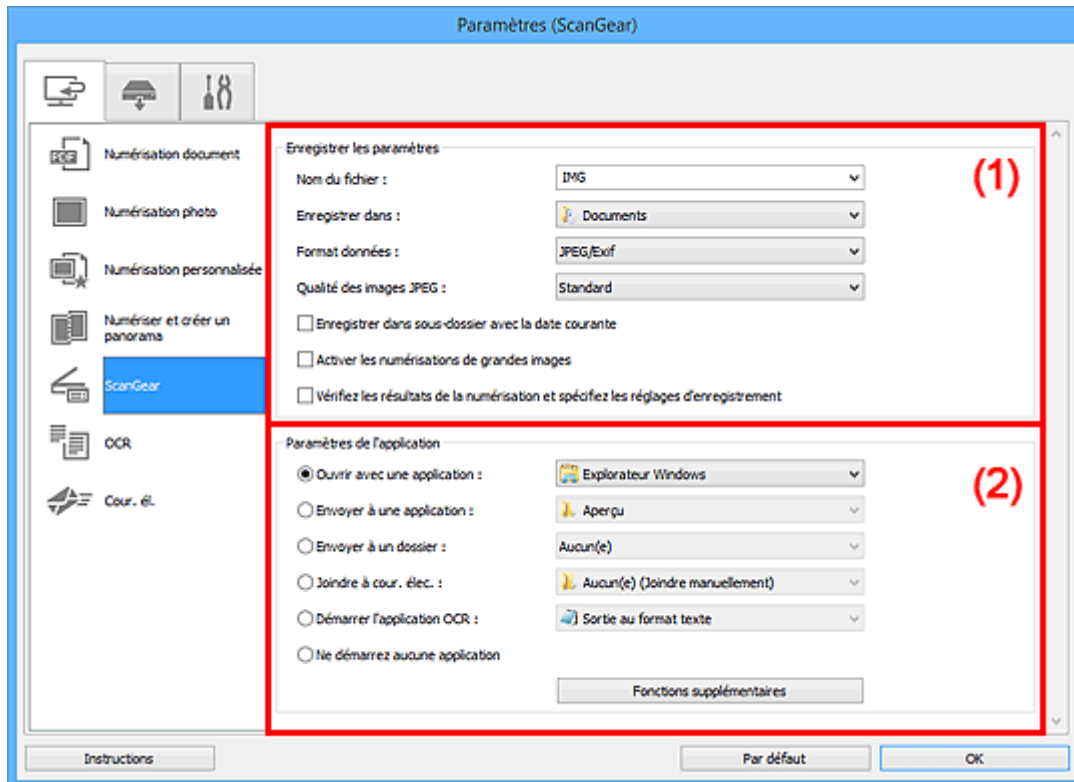 Paramètres (ScanGear)
Numérisation document
Numérisation photo
Numérisation personnalisée
Numériser et créer un
panorama
ScanGear
OCR
Cour. él.
Enregistrer les paramètres
(1)
Nom du fichier :
IMG
Enregistrer dans :
Documents
Format données :
JPEG/Exif
Qualité des images JPEG :
Standard
Enregistrer dans sous-dossier avec la date courante
Activer les numérisations de grandes images
Vérifiez les résultats de la numérisation et spécifiez les réglages d'enregistrement
Paramètres de l'application
(2)
Ouvrir avec une application :
Explorateur Windows
Envoyer à une application :
Aperçu
Envoyer à un dossier :
Aucun(e)
Joindre à cour. élec. :
Aucun(e) (Joindre manuellement)
Démarrer l'application OCR :
Sortie au format texte
Ne démarrez aucune application
Fonctions supplémentaires
Instructions
Par défaut
OK